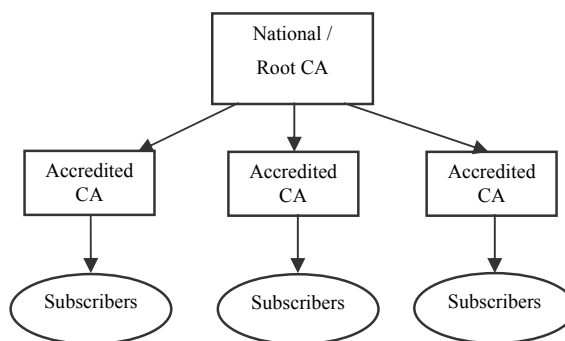 National /
Root CA
Accredited
CA
Accredited
CA
Accredited
CA
Subscribers
Subscribers
Subscribers